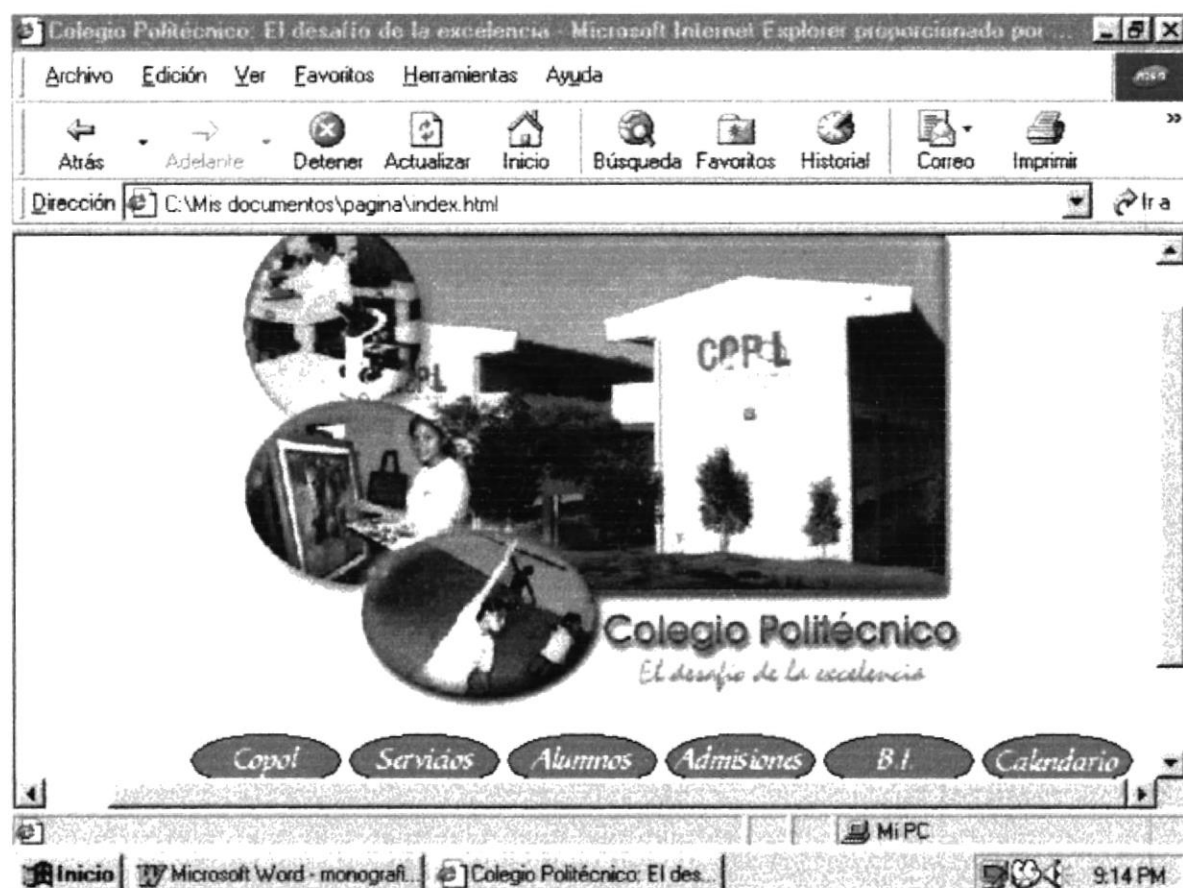 Colegio Politécnico: El desafío de la excelencia - Microsoft Internet Explorer proporcionado por ...
Archivo Edición Ver Favoritos Herramientas Ayuda
Atrás Adelante Detener Actualizar Inicio Búsqueda Favoritos Historial Correo Imprimir »
Dirección C:\Mis documentos\pagina\index.html Ir a
COPOL
Colegio Politécnico
El desafío de la excelencia
Copol Servicios Alumnos Admisiones B.I. Calendario
Mi PC
Inicio Microsoft Word - monografi... Colegio Politécnico: El des... 9:14 PM